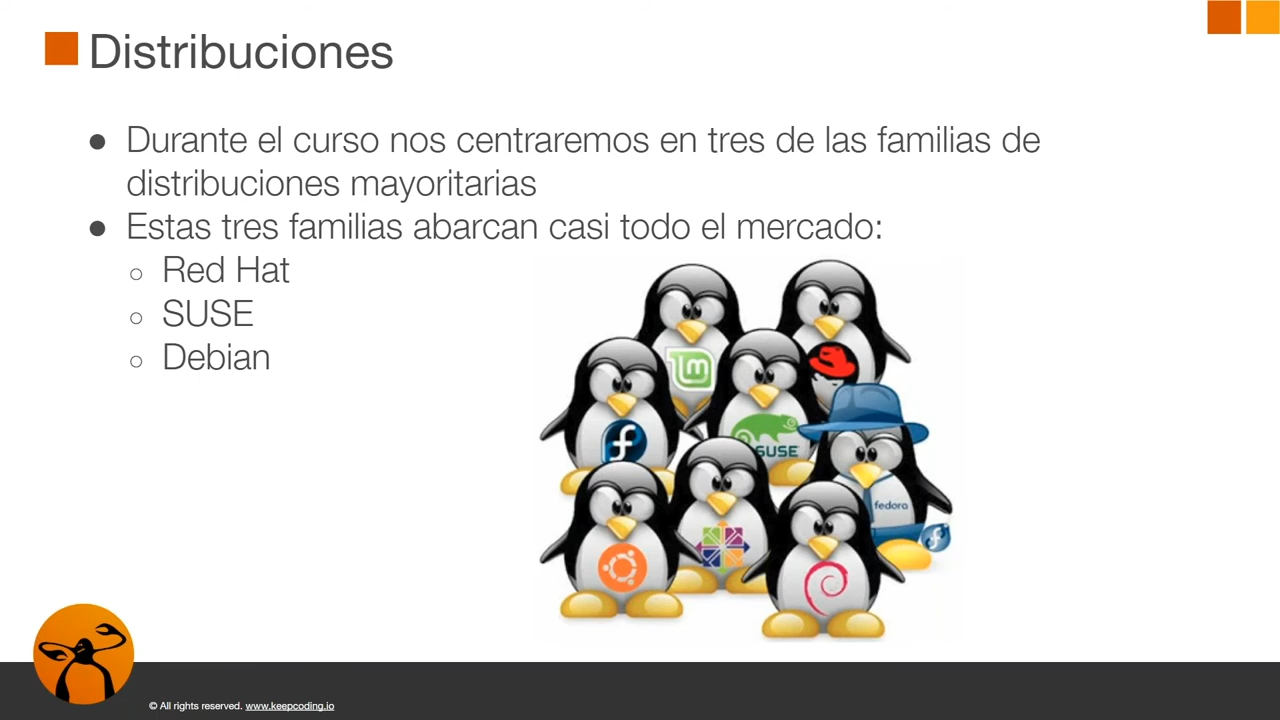 Distribuciones
● Durante el curso nos centraremos en tres de las familias de
distribuciones mayoritarias
● Estas tres familias abarcan casi todo el mercado:
○ Red Hat
○ SUSE
○ Debian
lm
f
SUSE
fedora
f
© All rights reserved. www.keepcoding.io